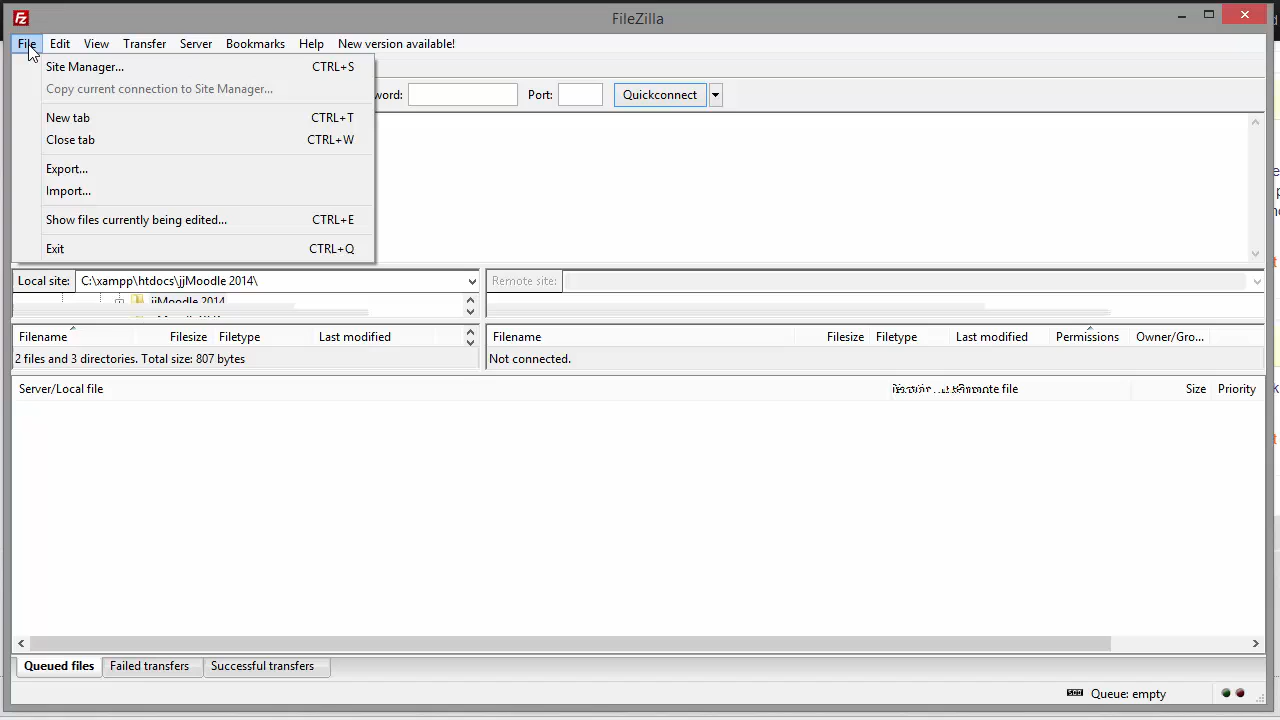 FileZilla
File Edit View Transfer Server Bookmarks Help New version available!
Site Manager... CTRL+S
Copy current connection to Site Manager...
New tab CTRL+T
Close tab CTRL+W
Export...
Import...
Show files currently being edited... CTRL+E
Exit CTRL+Q
word: Port: Quickconnect
Local site: C:\xampp\htdocs\jjMoodle 2014\
Remote site:
jjMoodle 2014
Filename Filesize Filetype Last modified
Filename Filesize Filetype Last modified Permissions Owner/Gro...
2 files and 3 directories. Total size: 807 bytes
Not connected.
Server/Local file Remote file Size Priority
Queued files Failed transfers Successful transfers
Queue: empty